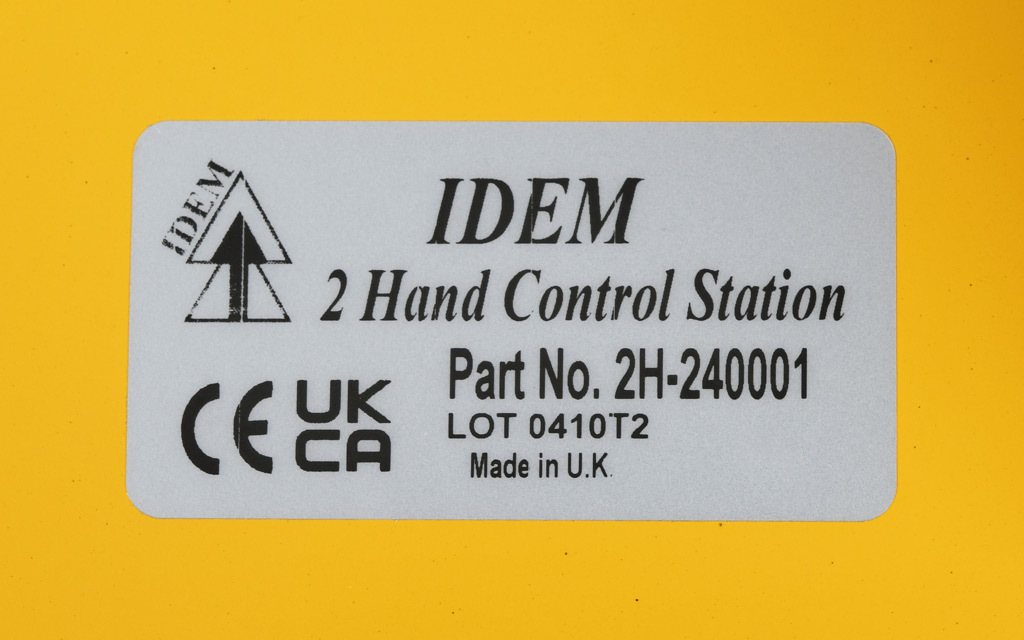 IDEM
IDEM
2 Hand Control Station
Part No. 2H-240001
LOT 0410T2
Made in U.K.
CE
UK
CA